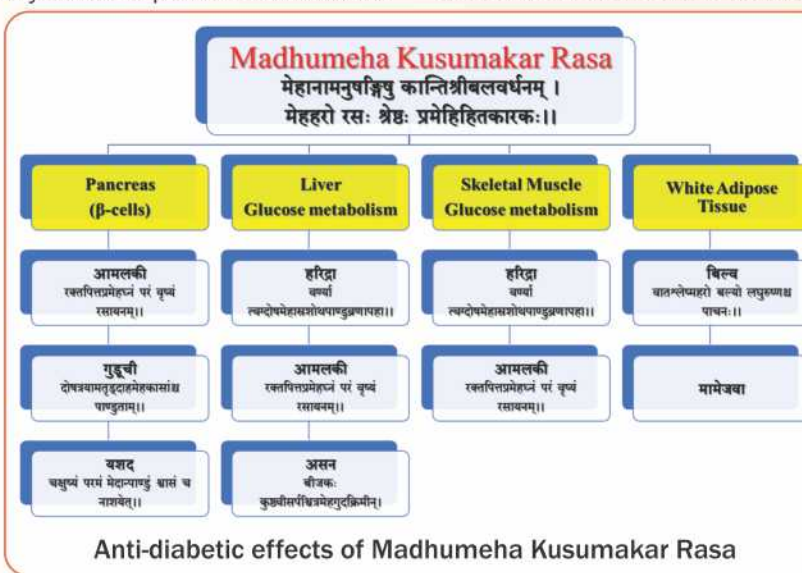 Madhumeha Kusumakar Rasa
मेहानामनुषङ्गिषु कान्तिश्रीबलवर्धनम् ।
मेहहरो रसः श्रेष्ठः प्रमेहिहितकारकः।।
Pancreas
(β-cells)
आमलकी
रक्तपित्तप्रमेहघ्नं परं वृष्यं
रसायनम्।।
गुडूची
दोषत्रयामतृड्दाहमेहकासांश्च
पाण्डुताम्।।
यशद
चक्षुष्यं परमं मेदान्पाण्डुं श्वासं च
नाशयेत्।।
Liver
Glucose metabolism
हरिद्रा
वर्ण्या
त्वग्दोषमेहास्रशोथपाण्डुव्रणापहा।।
आमलकी
रक्तपित्तप्रमेहघ्नं परं वृष्यं
रसायनम्।।
असन
बीजकः
कुष्ठवीसर्पश्वित्रमेहगुदक्रिमीन्।
Skeletal Muscle
Glucose metabolism
हरिद्रा
वर्ण्या
त्वग्दोषमेहास्रशोथपाण्डुव्रणापहा।।
आमलकी
रक्तपित्तप्रमेहघ्नं परं वृष्यं
रसायनम्।।
White Adipose
Tissue
बिल्व
वातश्लेष्महरो बल्यो लघुरुष्णश्च
पाचनः।।
मामेजवा
Anti-diabetic effects of Madhumeha Kusumakar Rasa